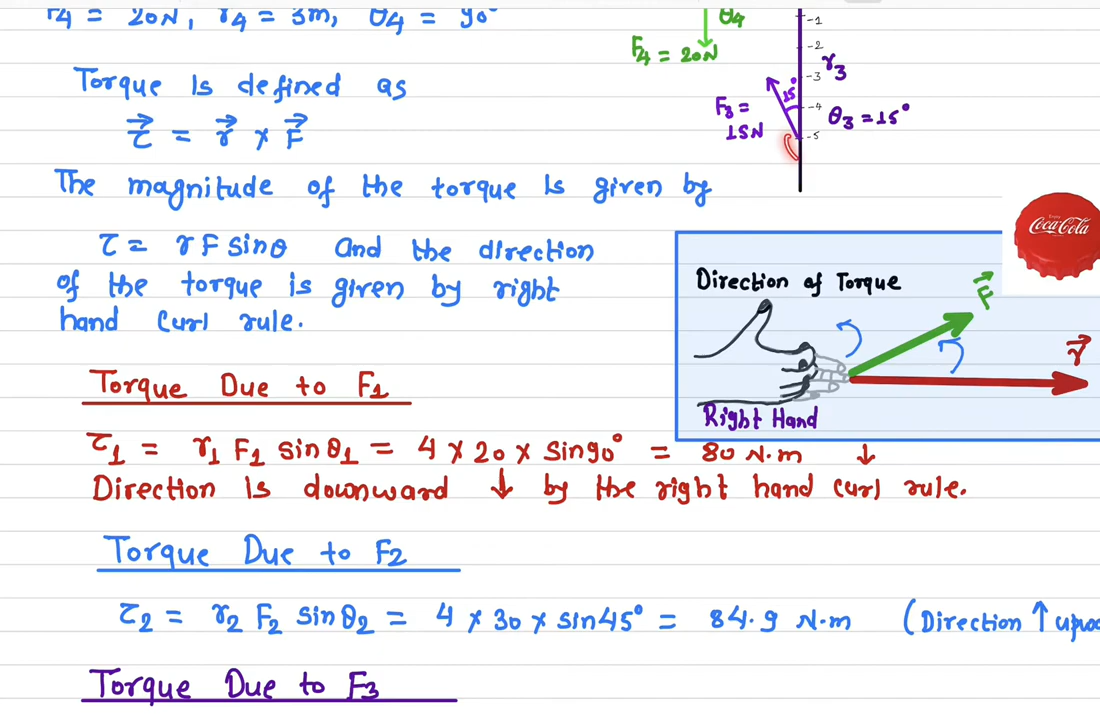 F4 = 20N, r4 = 3m, θ4 = 90°
θ4
-1
-2
F4 = 20N
-3
r3
15°
-4
F3 = 15N
θ3 = 15°
-5
Torque is defined as
τ⃗ = r⃗ × F⃗
The magnitude of the torque is given by
τ = r F sinθ and the direction
of the torque is given by right
hand curl rule.
Enjoy
Coca-Cola
Direction of Torque
F⃗
r⃗
Right Hand
Torque Due to F1
τ1 = r1 F1 sin θ1 = 4 × 20 × sin90° = 80 N.m ↓
Direction is downward ↓ by the right hand curl rule.
Torque Due to F2
τ2 = r2 F2 sin θ2 = 4 × 30 × sin45° = 84.9 N.m (Direction ↑
Torque Due to F3